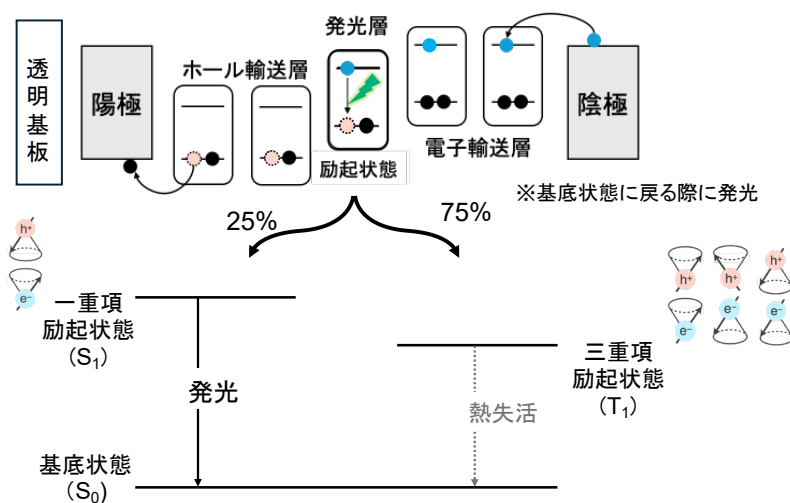 透明基板
陽極
ホール輸送層
発光層
励起状態
電子輸送層
陰極
※基底状態に戻る際に発光
25%
75%
h⁺
e⁻
一重項
励起状態
(S₁)
発光
h⁺
h⁺
h⁺
e⁻
e⁻
e⁻
三重項
励起状態
(T₁)
熱失活
基底状態
(S₀)